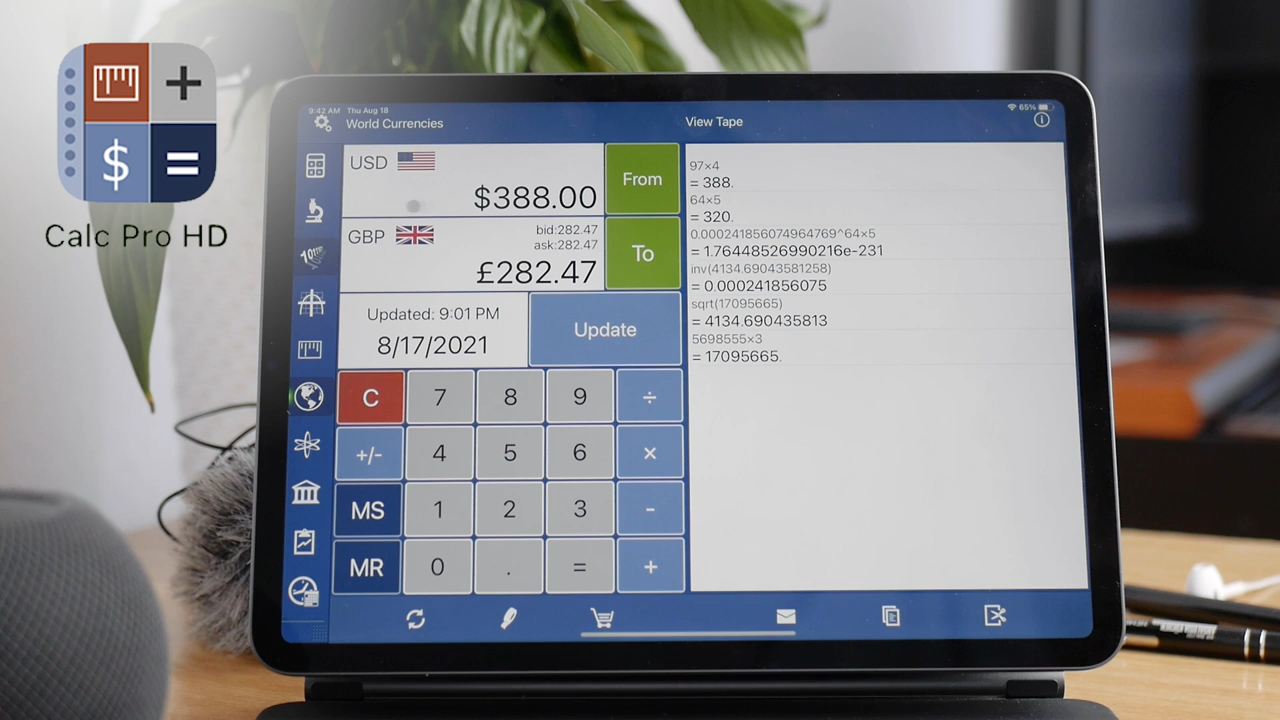 Calc Pro HD
9:42 AM Thu Aug 18
65%
World Currencies
View Tape
USD
$388.00
From
GBP
bid:282.47
ask:282.47
£282.47
To
Updated: 9:01 PM
8/17/2021
Update
C 7 8 9 ÷
+/- 4 5 6 ×
MS 1 2 3 -
MR 0 . = +
97×4
= 388.
64×5
= 320.
0.000241856074964769^64×5
= 1.76448526990216e-231
inv(4134.69043581258)
= 0.000241856075
sqrt(17095665)
= 4134.690435813
5698555×3
= 17095665.